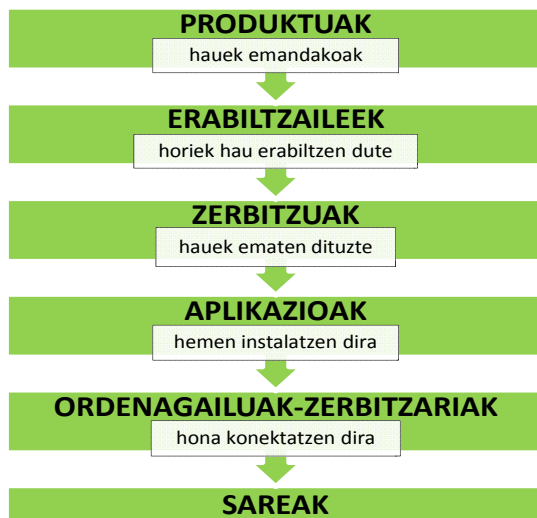 PRODUKTUAK
hauek emandakoak
ERABILTZAILEEK
horiek hau erabiltzen dute
ZERBITZUAK
hauek ematen dituzte
APLIKAZIOAK
hemen instalatzen dira
ORDENAGAILUAK-ZERBITZARIAK
hona konektatzen dira
SAREAK